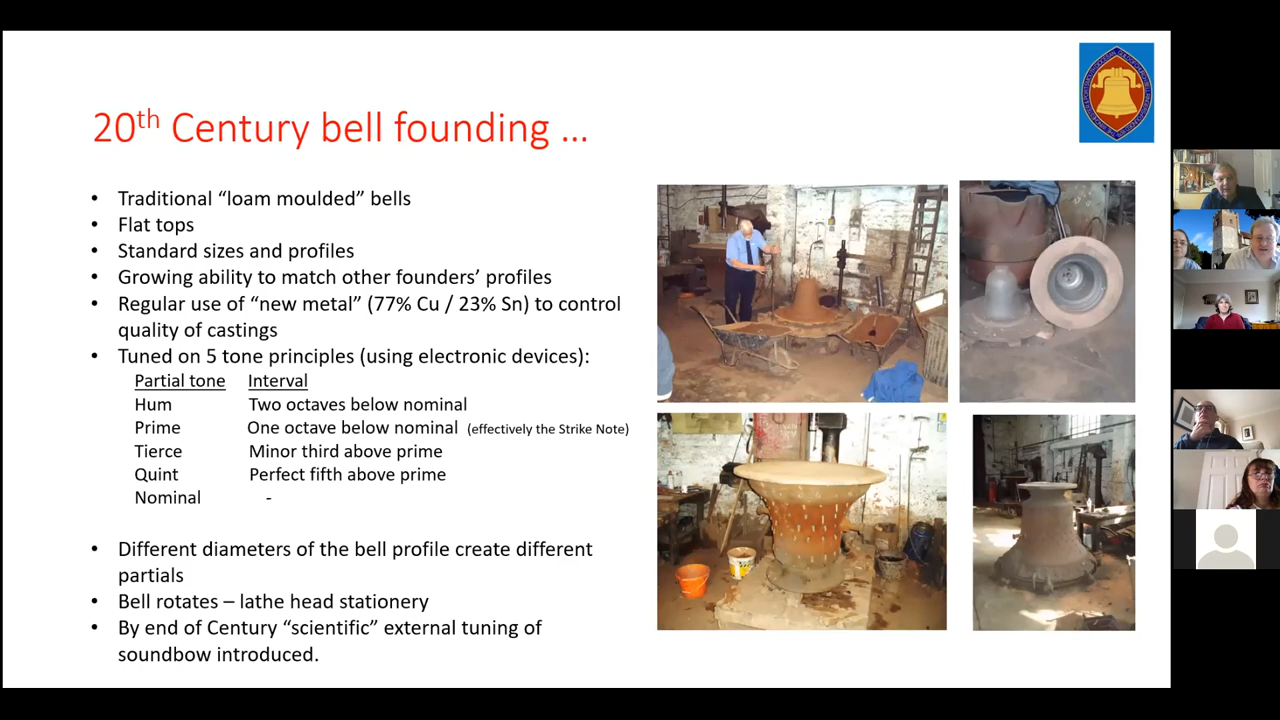 20th Century bell founding ...
• Traditional “loam moulded” bells
• Flat tops
• Standard sizes and profiles
• Growing ability to match other founders’ profiles
• Regular use of “new metal” (77% Cu / 23% Sn) to control
quality of castings
• Tuned on 5 tone principles (using electronic devices):
Partial tone Interval
Hum Two octaves below nominal
Prime One octave below nominal (effectively the Strike Note)
Tierce Minor third above prime
Quint Perfect fifth above prime
Nominal -
• Different diameters of the bell profile create different
partials
• Bell rotates – lathe head stationery
• By end of Century “scientific” external tuning of
soundbow introduced.